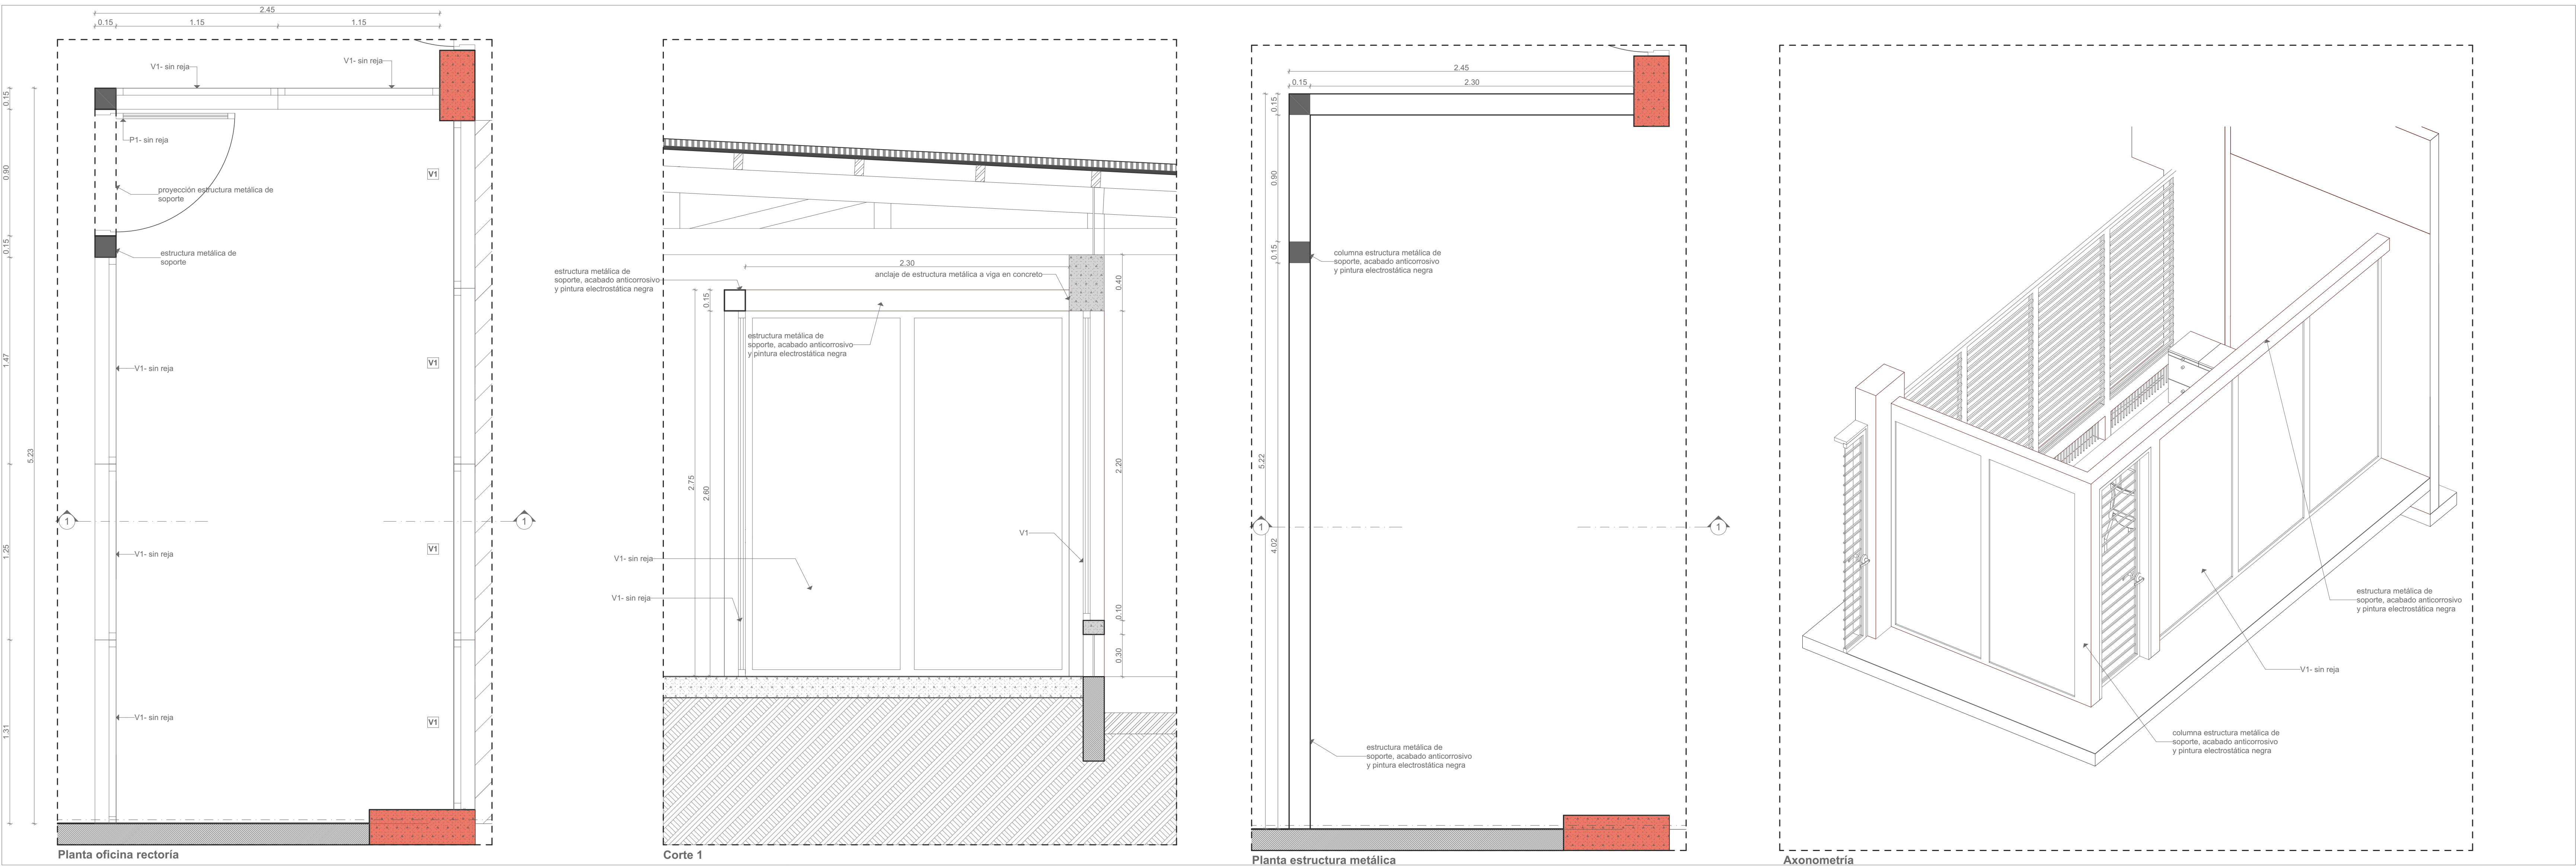 2.45
0.15
1.15
1.15
V1- sin reja
V1- sin reja
0.15
P1- sin reja
0.90
V1
proyección estructura metálica de
soporte
0.15
estructura metálica de
soporte
1.47
V1- sin reja
V1
5.23
1
1
1.25
V1- sin reja
V1
1.31
V1- sin reja
V1
Planta oficina rectoría
2.30
estructura metálica de
soporte, acabado anticorrosivo
y pintura electrostática negra
anclaje de estructura metálica a viga en concreto
0.40
0.15
estructura metálica de
soporte, acabado anticorrosivo
y pintura electrostática negra
2.75
2.60
2.20
V1
V1- sin reja
V1- sin reja
0.10
0.30
Corte 1
2.45
0.15
2.30
0.15
0.90
0.15
columna estructura metálica de
soporte, acabado anticorrosivo
y pintura electrostática negra
5.22
1
1
4.02
estructura metálica de
soporte, acabado anticorrosivo
y pintura electrostática negra
Planta estructura metálica
estructura metálica de
soporte, acabado anticorrosivo
y pintura electrostática negra
V1- sin reja
columna estructura metálica de
soporte, acabado anticorrosivo
y pintura electrostática negra
Axonometría